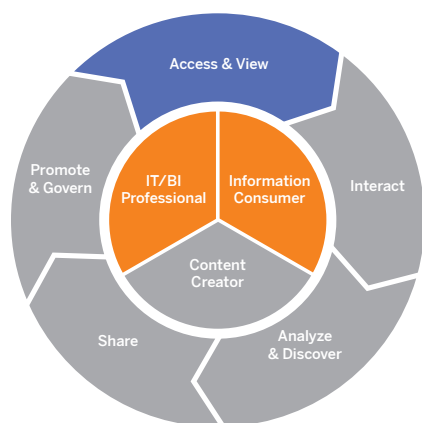 Access & View
Promote
& Govern
IT/BI
Professional
Information
Consumer
Interact
Content
Creator
Share
Analyze
& Discover